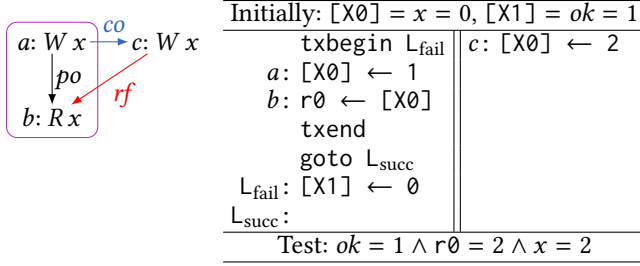 co
a: W x
c: W x
po
rf
b: R x
Initially: [X0] = x = 0, [X1] = ok = 1
txbegin L_fail
c: [X0] ← 2
a: [X0] ← 1
b: r0 ← [X0]
txend
goto L_succ
L_fail: [X1] ← 0
L_succ:
Test: ok = 1 ∧ r0 = 2 ∧ x = 2